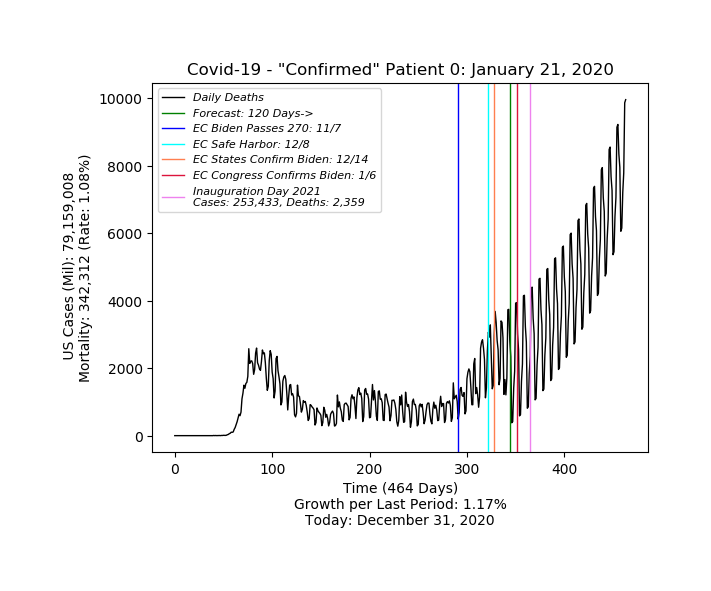 Covid-19 - "Confirmed" Patient 0: January 21, 2020
Daily Deaths
Forecast: 120 Days->
EC Biden Passes 270: 11/7
EC Safe Harbor: 12/8
EC States Confirm Biden: 12/14
EC Congress Confirms Biden: 1/6
Inauguration Day 2021
Cases: 253,433, Deaths: 2,359
US Cases (Mil): 79,159,008
Mortality: 342,312 (Rate: 1.08%)
10000
8000
6000
4000
2000
0
0 100 200 300 400
Time (464 Days)
Growth per Last Period: 1.17%
Today: December 31, 2020